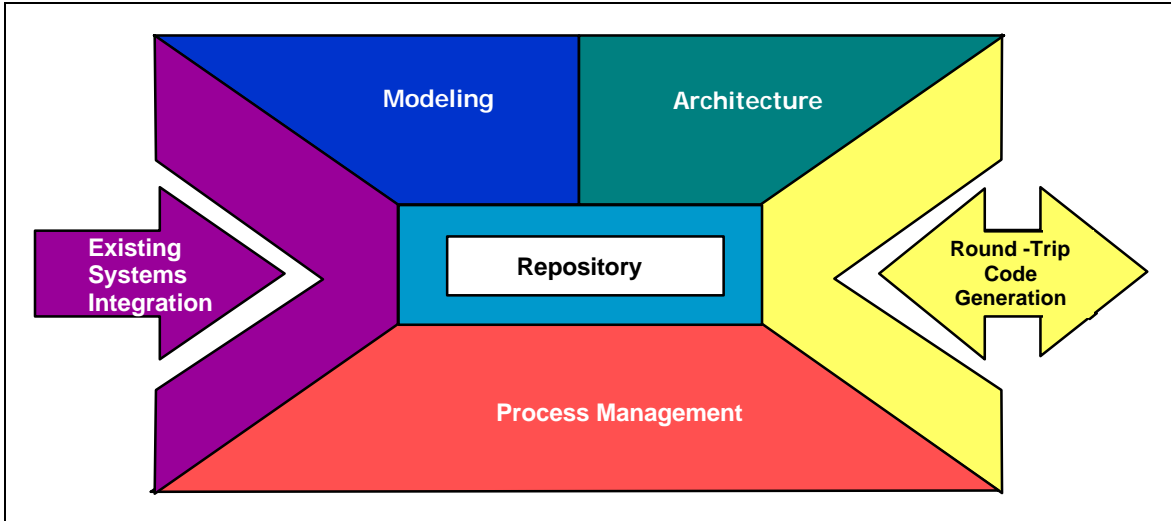 Modeling
Architecture
Existing
Systems
Integration
Repository
Round -Trip
Code
Generation
Process Management